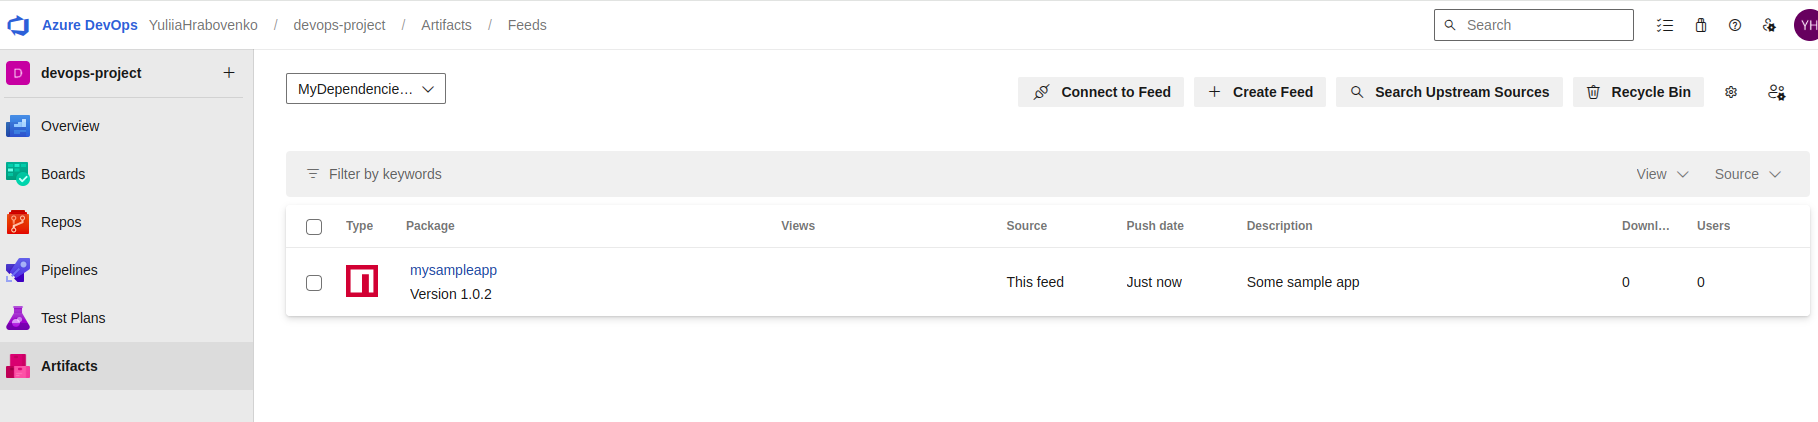 Azure DevOps YuliiaHrabovenko / devops-project / Artifacts / Feeds Search YH
D devops-project +
MyDependencie...
Connect to Feed + Create Feed Search Upstream Sources Recycle Bin
Overview
Boards
Repos
Pipelines
Test Plans
Artifacts
Filter by keywords View Source
Type Package Views Source Push date Description Downl... Users
mysampleapp
Version 1.0.2
This feed Just now Some sample app 0 0